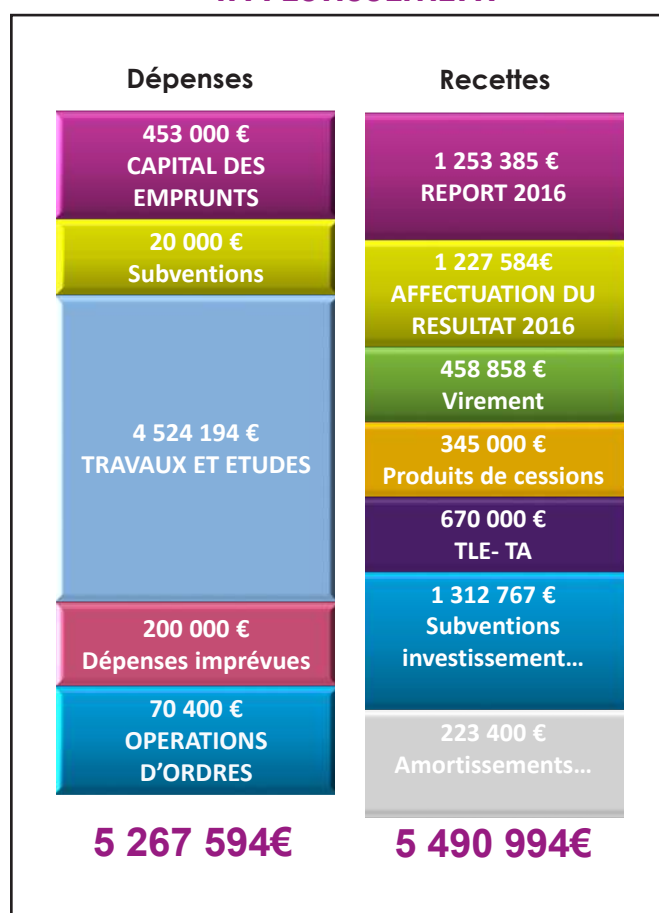 Dépenses
453 000 €
CAPITAL DES
EMPRUNTS
20 000 €
Subventions
4 524 194 €
TRAVAUX ET ETUDES
200 000 €
Dépenses imprévues
70 400 €
OPERATIONS
D’ORDRES
5 267 594€
Recettes
1 253 385 €
REPORT 2016
1 227 584€
AFFECTUATION DU
RESULTAT 2016
458 858 €
Virement
345 000 €
Produits de cessions
670 000 €
TLE- TA
1 312 767 €
Subventions
investissement...
223 400 €
Amortissements...
5 490 994€